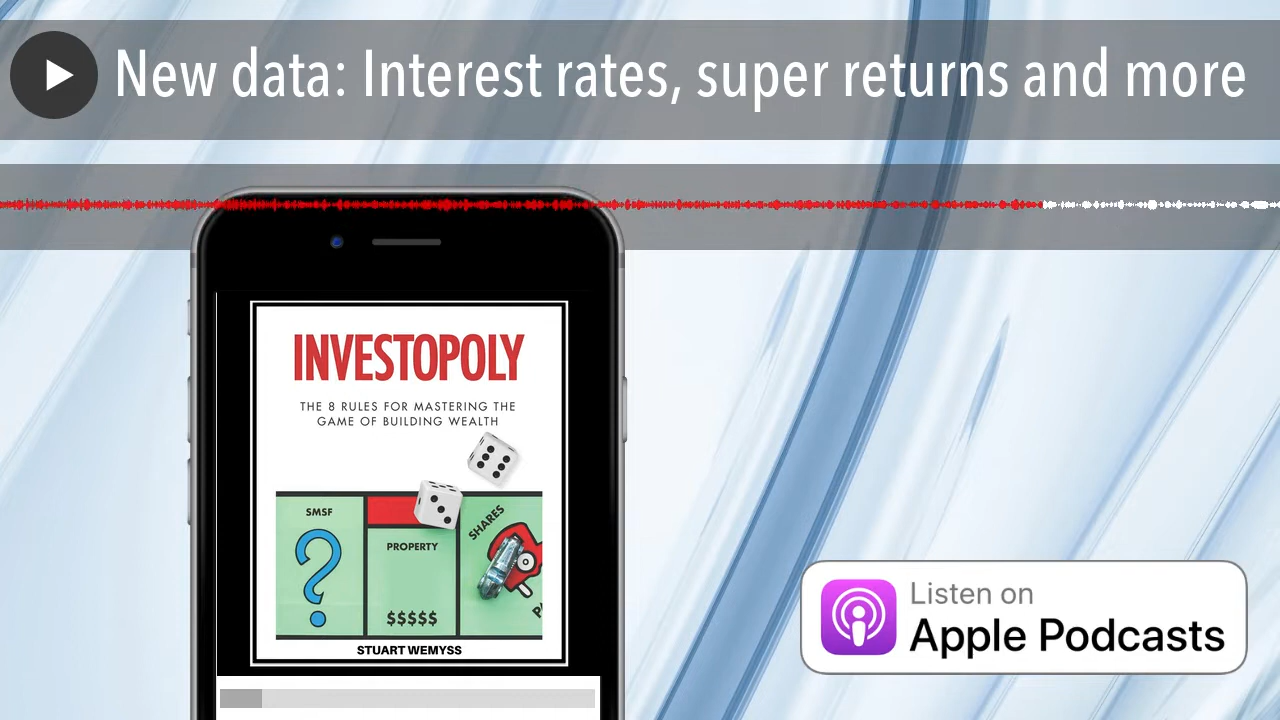 New data: Interest rates, super returns and more
INVESTOPOLY
THE 8 RULES FOR MASTERING THE
GAME OF BUILDING WEALTH
SMSF
PROPERTY
SHARES
$$$$$
STUART WEMYSS
Listen on
Apple Podcasts